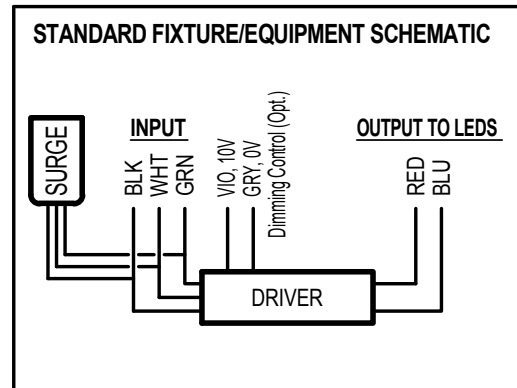 STANDARD FIXTURE/EQUIPMENT SCHEMATIC
SURGE
INPUT
BLK
WHT
GRN
VIO, 10V
GRY, 0V
Dimming Control (Opt.)
OUTPUT TO LEDS
RED
BLU
DRIVER